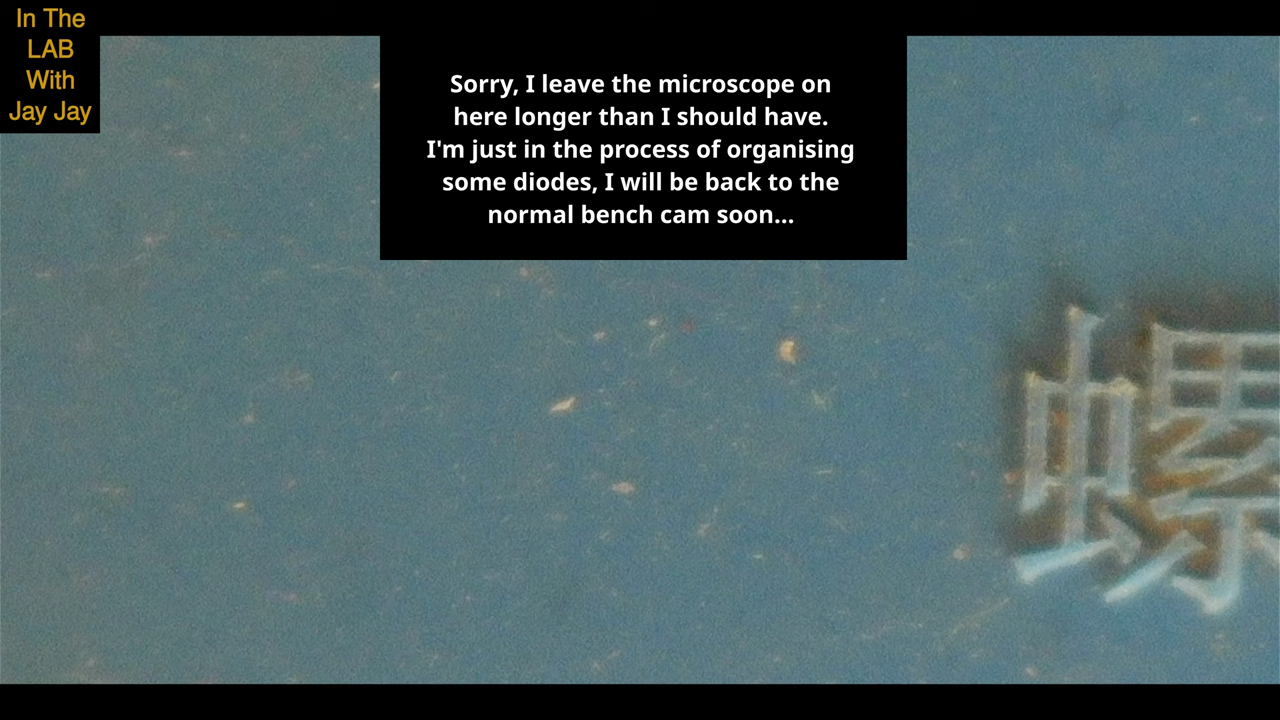 In The
LAB
With
Jay Jay
Sorry, I leave the microscope on
here longer than I should have.
I'm just in the process of organising
some diodes, I will be back to the
normal bench cam soon...
螺